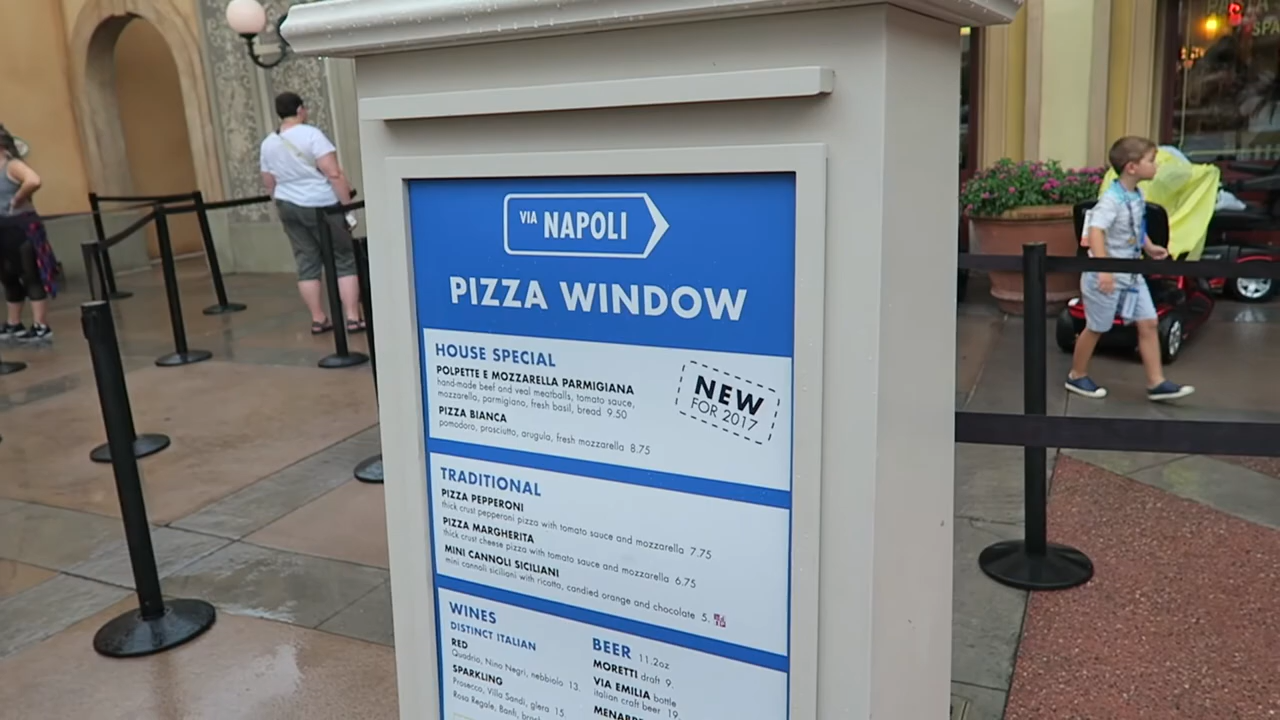 VIA NAPOLI
PIZZA WINDOW
HOUSE SPECIAL
POLPETTE E MOZZARELLA PARMIGIANA
hand-made beef and veal meatballs, tomato sauce,
mozzarella, parmigiano, fresh basil, bread 9.50
PIZZA BIANCA
pomodoro, prosciutto, arugula, fresh mozzarella 8.75
NEW
FOR 2017
TRADITIONAL
PIZZA PEPPERONI
thick crust pepperoni pizza with tomato sauce and mozzarella 7.75
PIZZA MARGHERITA
thick crust cheese pizza with tomato sauce and mozzarella 6.75
MINI CANNOLI SICILIANI
mini cannoli siciliani with ricotta, candied orange and chocolate 5.
WINES
DISTINCT ITALIAN
RED
Quadrio, Nino Negri, nebbiolo 13.
SPARKLING
Prosecco, Villa Sandi, glera 15.
Rosa Regale, Banfi,
BEER 11.2oz
MORETTI draft 9.
VIA EMILIA bottle
italian craft beer 19.